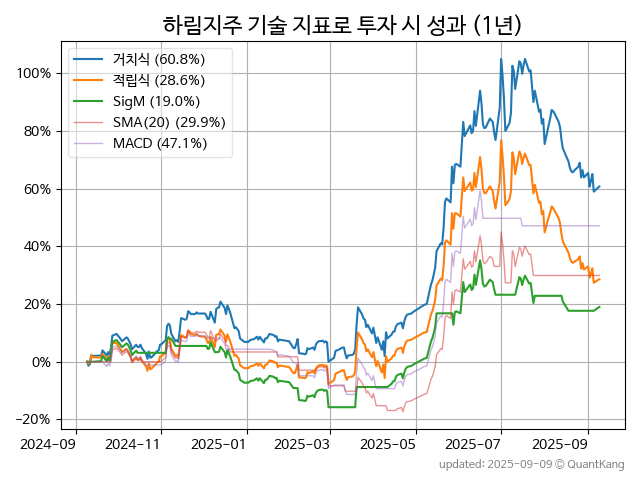 하림지주 기술 지표로 투자 시 성과 (1년)
거치식 (60.8%)
적립식 (28.6%)
SigM (19.0%)
SMA(20) (29.9%)
MACD (47.1%)
100%
80%
60%
40%
20%
0%
−20%
2024-09 2024-11 2025-01 2025-03 2025-05 2025-07 2025-09
updated: 2025-09-09 © QuantKang